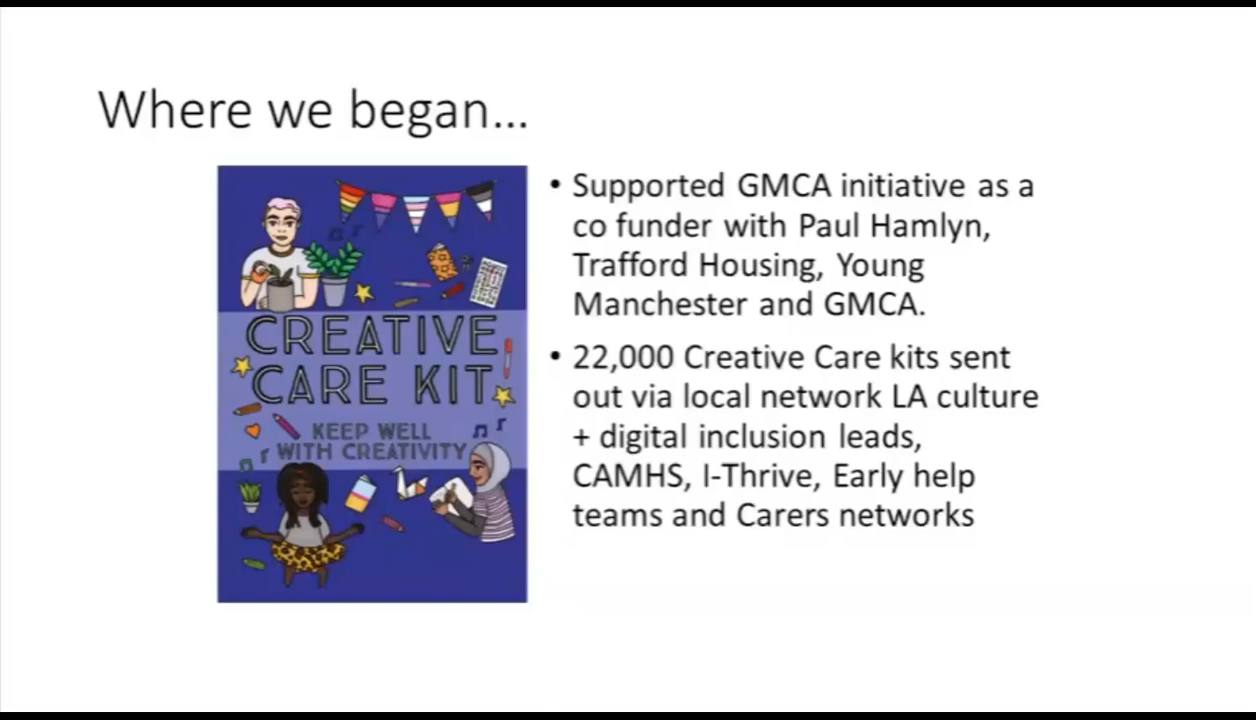 Where we began...
CREATIVE
CARE KIT
KEEP WELL
WITH CREATIVITY
• Supported GMCA initiative as a
co funder with Paul Hamlyn,
Trafford Housing, Young
Manchester and GMCA.
• 22,000 Creative Care kits sent
out via local network LA culture
+ digital inclusion leads,
CAMHS, I-Thrive, Early help
teams and Carers networks